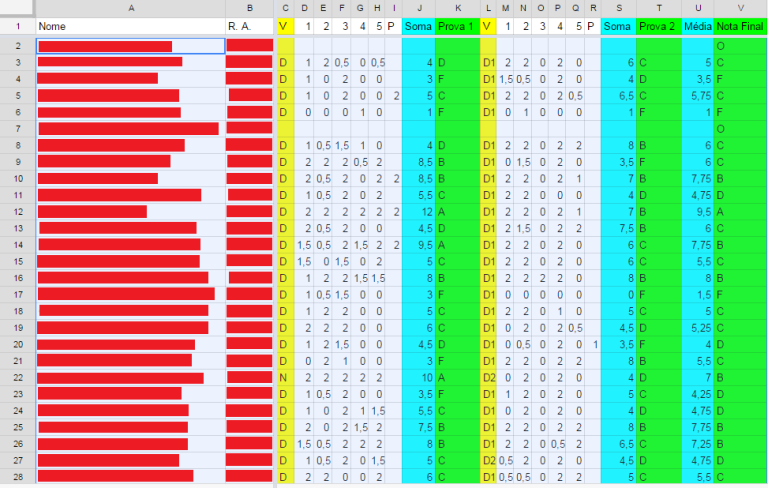 A B C D E F G H I J K L M N O P Q R S T U V
1 Nome R. A. V 1 2 3 4 5 P Soma Prova 1 V 1 2 3 4 5 P Soma Prova 2 Média Nota Final
2 O
3 D 1 2 0,5 0 0,5 4 D D1 2 2 0 2 0 6 C 5 C
4 D 1 0 2 0 0 3 F D1 1,5 0,5 0 2 0 4 D 3,5 F
5 D 1 0 2 0 0 2 5 C D1 2 2 0 2 0,5 6,5 C 5,75 C
6 D 0 0 0 1 0 1 F D1 0 1 0 0 0 1 F 1 F
7 O
8 D 1 0,5 1,5 1 0 4 D D1 2 2 0 2 2 8 B 6 C
9 D 2 2 2 0,5 2 8,5 B D1 0 1,5 0 2 0 3,5 F 6 C
10 D 2 0,5 2 0 2 2 8,5 B D1 2 2 0 2 1 7 B 7,75 B
11 D 1 0,5 2 0 2 5,5 C D1 2 2 0 0 0 4 D 4,75 D
12 D 2 2 2 2 2 2 12 A D1 2 2 0 2 1 7 B 9,5 A
13 D 2 0,5 2 0 0 4,5 D D1 2 1,5 0 2 2 7,5 B 6 C
14 D 1,5 0,5 2 1,5 2 2 9,5 A D1 2 2 0 2 0 6 C 7,75 B
15 D 1,5 0 1,5 0 2 5 C D1 2 2 0 2 0 6 C 5,5 C
16 D 1 2 2 1,5 1,5 8 B D1 2 2 2 2 0 8 B 8 B
17 D 1 0,5 1,5 0 0 3 F D1 0 0 0 0 0 0 F 1,5 F
18 D 1 2 2 0 0 5 C D1 2 2 0 1 0 5 C 5 C
19 D 2 2 2 0 0 6 C D1 2 0 0 2 0,5 4,5 D 5,25 C
20 D 1 2 1,5 0 0 4,5 D D1 0 0,5 0 2 0 1 3,5 F 4 D
21 D 0 2 1 0 0 3 F D1 2 2 0 2 2 8 B 5,5 C
22 N 2 2 2 2 2 10 A D2 0 2 0 2 0 4 D 7 B
23 D 1 0,5 2 0 0 3,5 F D1 1 2 0 2 0 5 C 4,25 D
24 D 1 0 2 1 1,5 5,5 C D1 0 2 0 2 0 4 D 4,75 D
25 D 2 0 2 1,5 2 7,5 B D1 2 2 0 2 2 8 B 7,75 B
26 D 1,5 0,5 2 2 2 8 B D1 2 2 0 0,5 2 6,5 C 7,25 B
27 D 1 0,5 2 0 1,5 5 C D2 0,5 2 0 2 0 4,5 D 4,75 D
28 D 2 2 2 0 0 6 C D1 0,5 0,5 0 2 2 5 C 5,5 C